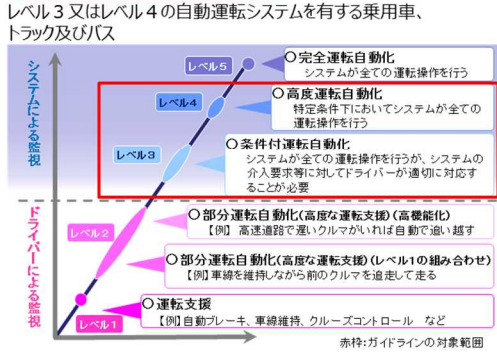 レベル３又はレベル４の自動運転システムを有する乗用車、
トラック及びバス
システムによる監視
ドライバーによる監視
レベル5
○完全運転自動化
システムが全ての運転操作を行う
レベル4
○高度運転自動化
特定条件下においてシステムが全ての
運転操作を行う
レベル3
○条件付運転自動化
システムが全ての運転操作を行うが、システムの
介入要求等に対してドライバーが適切に対応す
ることが必要
レベル2
○部分運転自動化(高度な運転支援)(高機能化)
【例】 高速道路で遅いクルマがいれば自動で追い越す
○部分運転自動化(高度な運転支援)(レベル1の組み合わせ)
【例】車線を維持しながら前のクルマを追走して走る
レベル1
○運転支援
【例】自動ブレーキ、車線維持、クルーズコントロール など
赤枠:ガイドラインの対象範囲